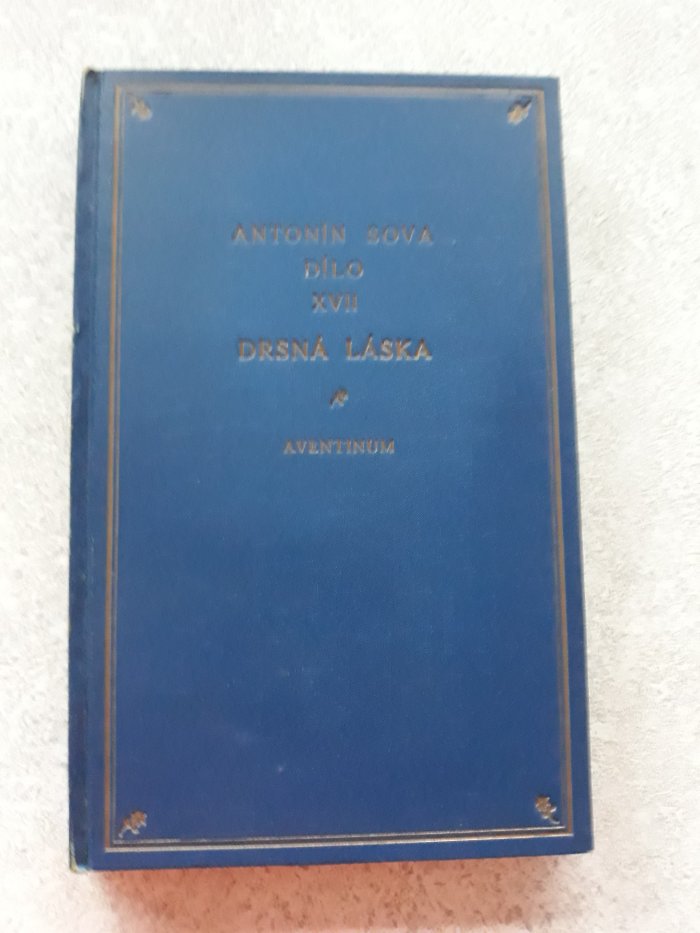 ANTONÍN SOVA
DÍLO
XVII
DRSNÁ LÁSKA
AVENTINUM